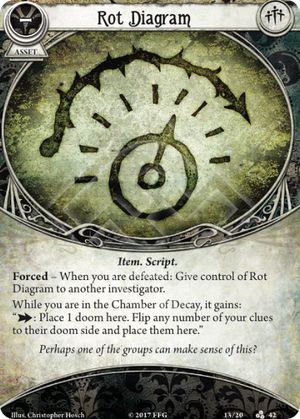 Rot Diagram
ASSET
Item. Script.
Forced – When you are defeated: Give control of Rot
Diagram to another investigator.
While you are in the Chamber of Decay, it gains:
“➨: Place 1 doom here. Flip any number of your clues
to their doom side and place them here.”
Perhaps one of the groups can make sense of this?
Illus. Christopher Hosch
© 2017 FFG
13/20
42